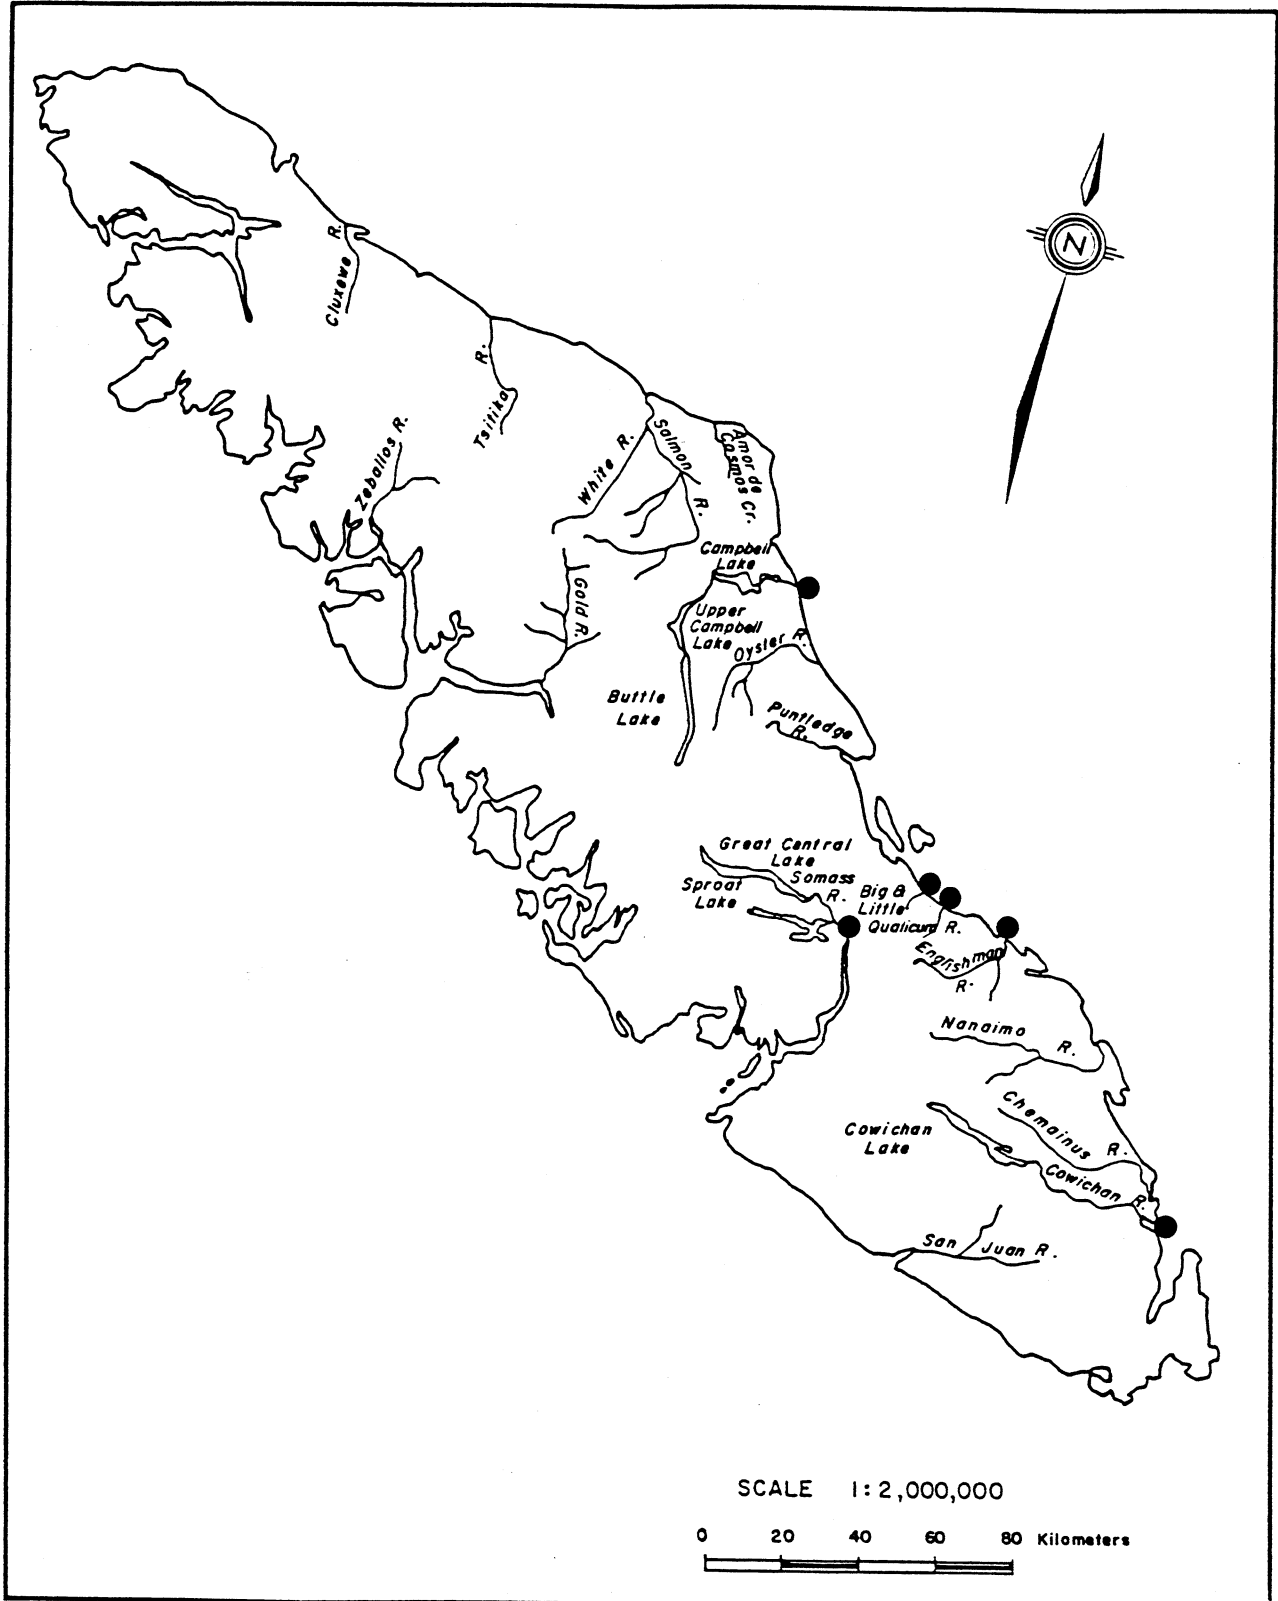 N
Cluxewe R.
Tsitika R.
Zeballos R.
White R.
Salmon R.
Amor de
Cosmos Cr.
Gold R.
Campbell
Lake
Upper
Campbell
Lake
Oyster R.
Buttle
Lake
Puntledge
R.
Great Central
Lake
Somass
R.
Sproat
Lake
Big &
Little
Qualicum R.
Englishman
R.
Nanaimo R.
Chemainus R.
Cowichan
Lake
Cowichan R.
San Juan R.
SCALE 1:2,000,000
0 20 40 60 80 Kilometers